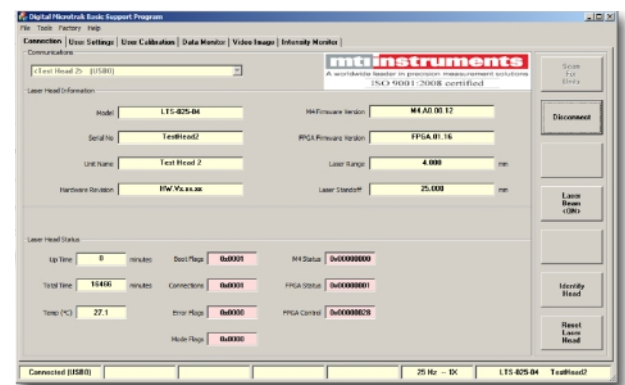 Digital Microtrak Basic Support Program
File Tools Factory Help
Connection User Settings User Calibration Data Monitor Video Image Intensity Monitor
Communications
<Test Head 2> (USB0)
mti instruments
A worldwide leader in precision measurement solutions
ISO 9001:2008 certified
Scan For Units
Laser Head Information
Model LTS-025-04 M4 Firmware Version M4.A0.00.12
Disconnect
Serial No TestHead2 FPGA Firmware Version FPGA.01.16
Unit Name Test Head 2 Laser Range 4.000 mm
Hardware Revision HW.Vx.xx.xx Laser Standoff 25.000 mm
Laser Beam <ON>
Laser Head Status
Up Time 0 minutes Boot Flags 0x0001 M4 Status 0x00000000
Total Time 16466 minutes Connections 0x0001 FPGA Status 0x00000001
Identify Head
Temp (°C) 27.1 Error Flags 0x0000 FPGA Control 0x00000028
Mode Flags 0x0000
Reset Laser Head
Connected (USB0) 25 Hz - 1X LTS-025-04 TestHead2